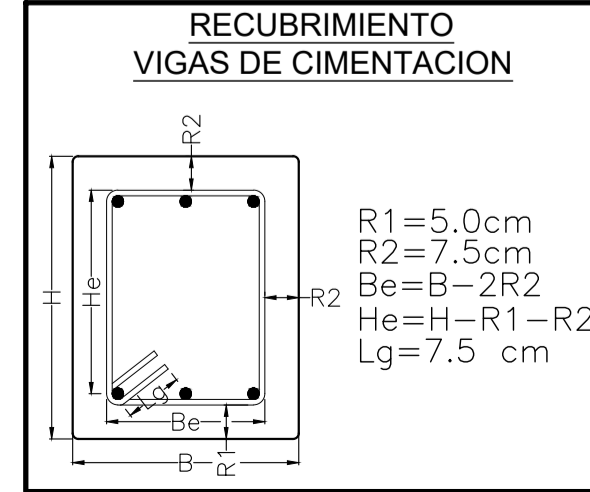 RECUBRIMIENTO
VIGAS DE CIMENTACION
R2
H
He
R2
Lg
Be
B
R1
R1=5.0cm
R2=7.5cm
Be=B-2R2
He=H-R1-R2
Lg=7.5 cm